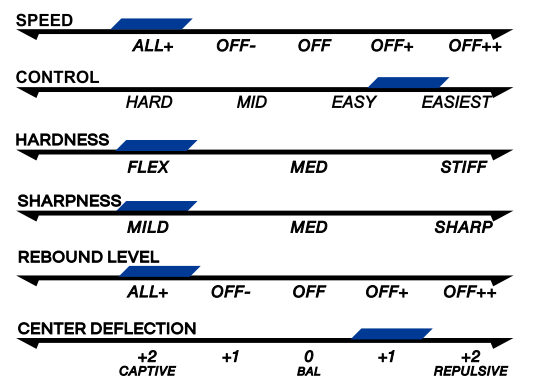 SPEED
ALL+ OFF- OFF OFF+ OFF++
CONTROL
HARD MID EASY EASIEST
HARDNESS
FLEX MED STIFF
SHARPNESS
MILD MED SHARP
REBOUND LEVEL
ALL+ OFF- OFF OFF+ OFF++
CENTER DEFLECTION
+2 +1 0 +1 +2
CAPTIVE BAL REPULSIVE